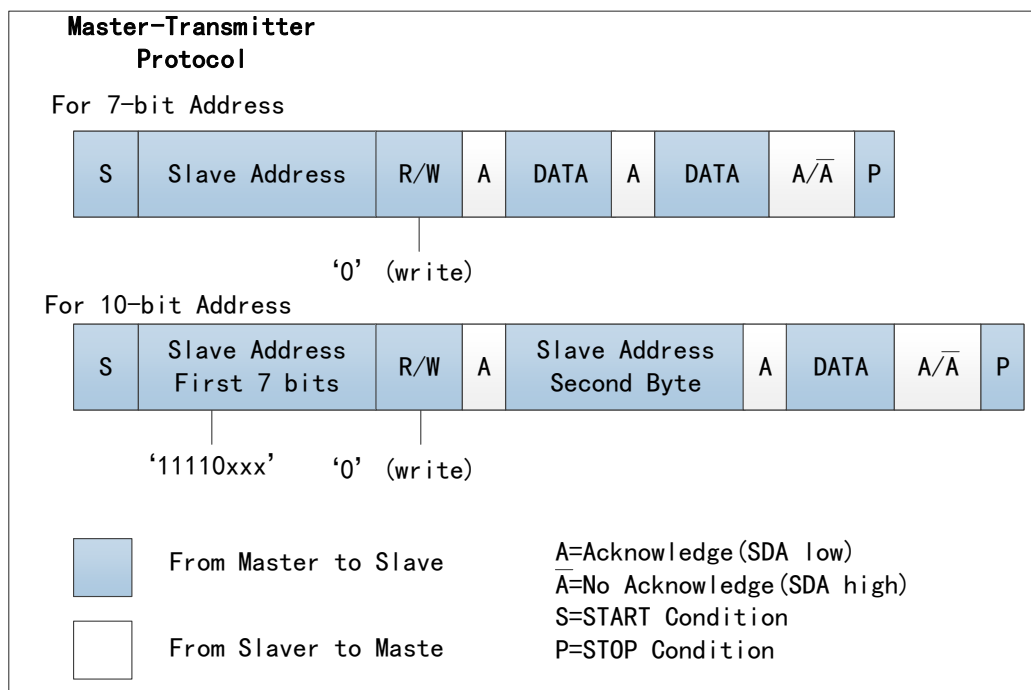 Master-Transmitter
Protocol
For 7-bit Address
S Slave Address R/W A DATA A DATA A/A̅ P
‘0’ (write)
For 10-bit Address
S Slave Address First 7 bits R/W A Slave Address Second Byte A DATA A/A̅ P
‘11110xxx’ ‘0’ (write)
From Master to Slave
From Slaver to Maste
A=Acknowledge(SDA low)
A̅=No Acknowledge(SDA high)
S=START Condition
P=STOP Condition